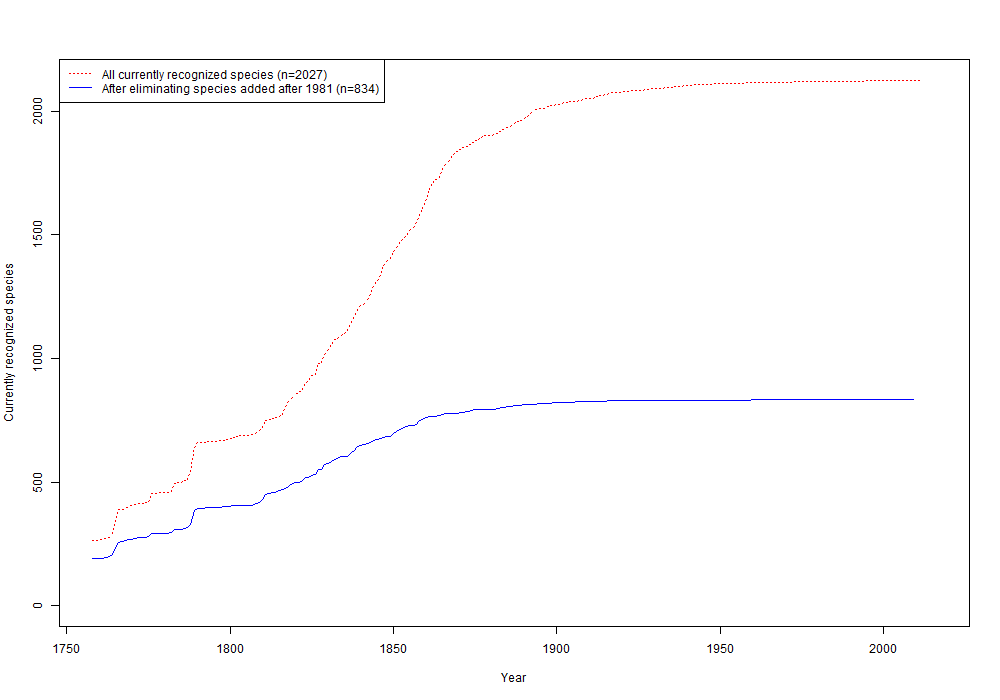 All currently recognized species (n=2027)
After eliminating species added after 1981 (n=834)
Currently recognized species
2000
1500
1000
500
0
1750 1800 1850 1900 1950 2000
Year